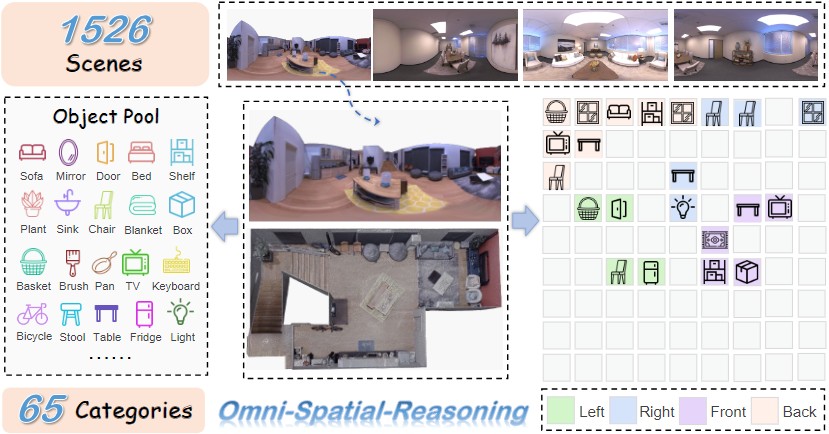 1526
Scenes
Object Pool
Sofa Mirror Door Bed Shelf
Plant Sink Chair Blanket Box
Basket Brush Pan TV Keyboard
Bicycle Stool Table Fridge Light
......
65 Categories
Omni-Spatial-Reasoning
Left Right Front Back